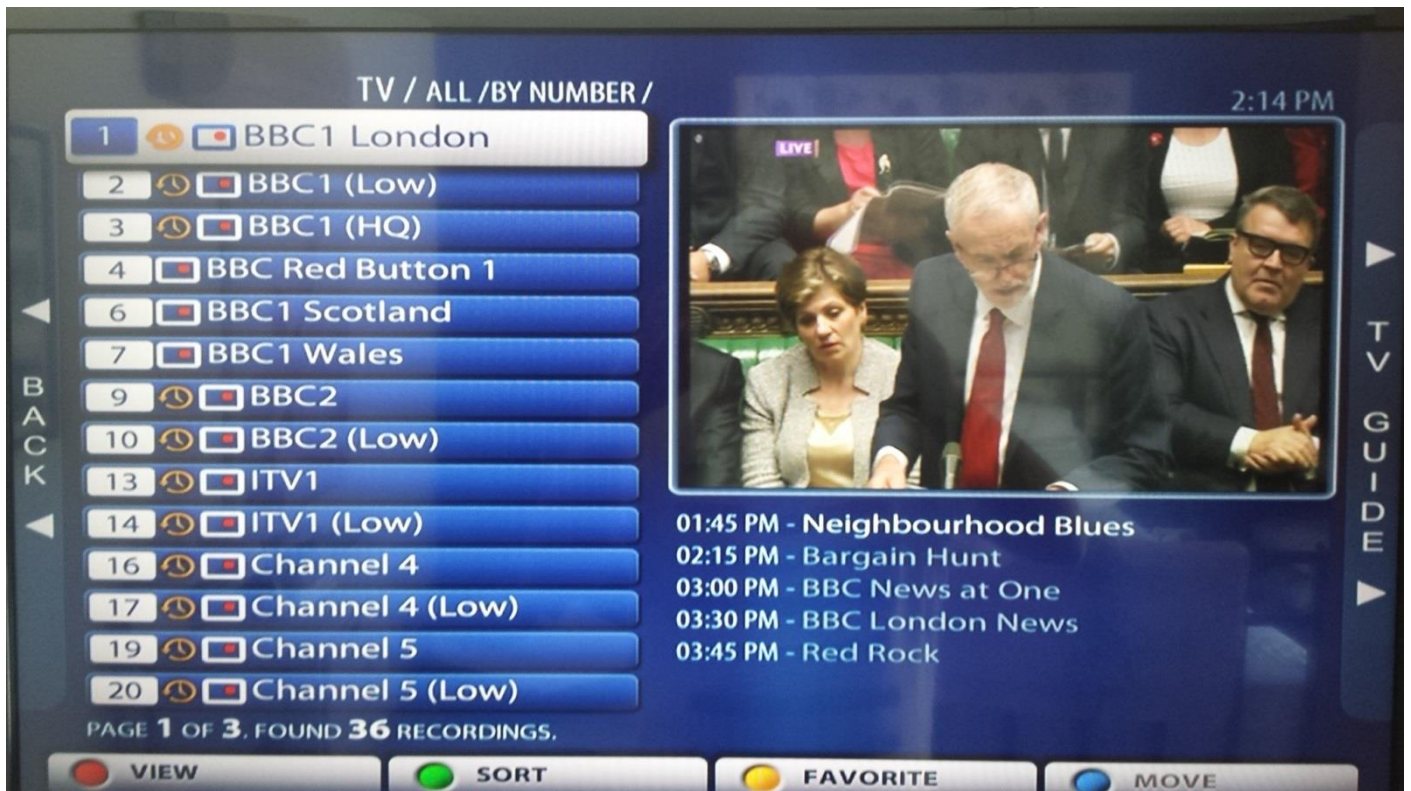 TV / ALL /BY NUMBER /
2:14 PM
1 BBC1 London
2 BBC1 (Low)
3 BBC1 (HQ)
4 BBC Red Button 1
6 BBC1 Scotland
7 BBC1 Wales
9 BBC2
10 BBC2 (Low)
13 ITV1
14 ITV1 (Low)
16 Channel 4
17 Channel 4 (Low)
19 Channel 5
20 Channel 5 (Low)
PAGE 1 OF 3, FOUND 36 RECORDINGS.
LIVE
01:45 PM - Neighbourhood Blues
02:15 PM - Bargain Hunt
03:00 PM - BBC News at One
03:30 PM - BBC London News
03:45 PM - Red Rock
BACK
TV GUIDE
VIEW
SORT
FAVORITE
MOVE